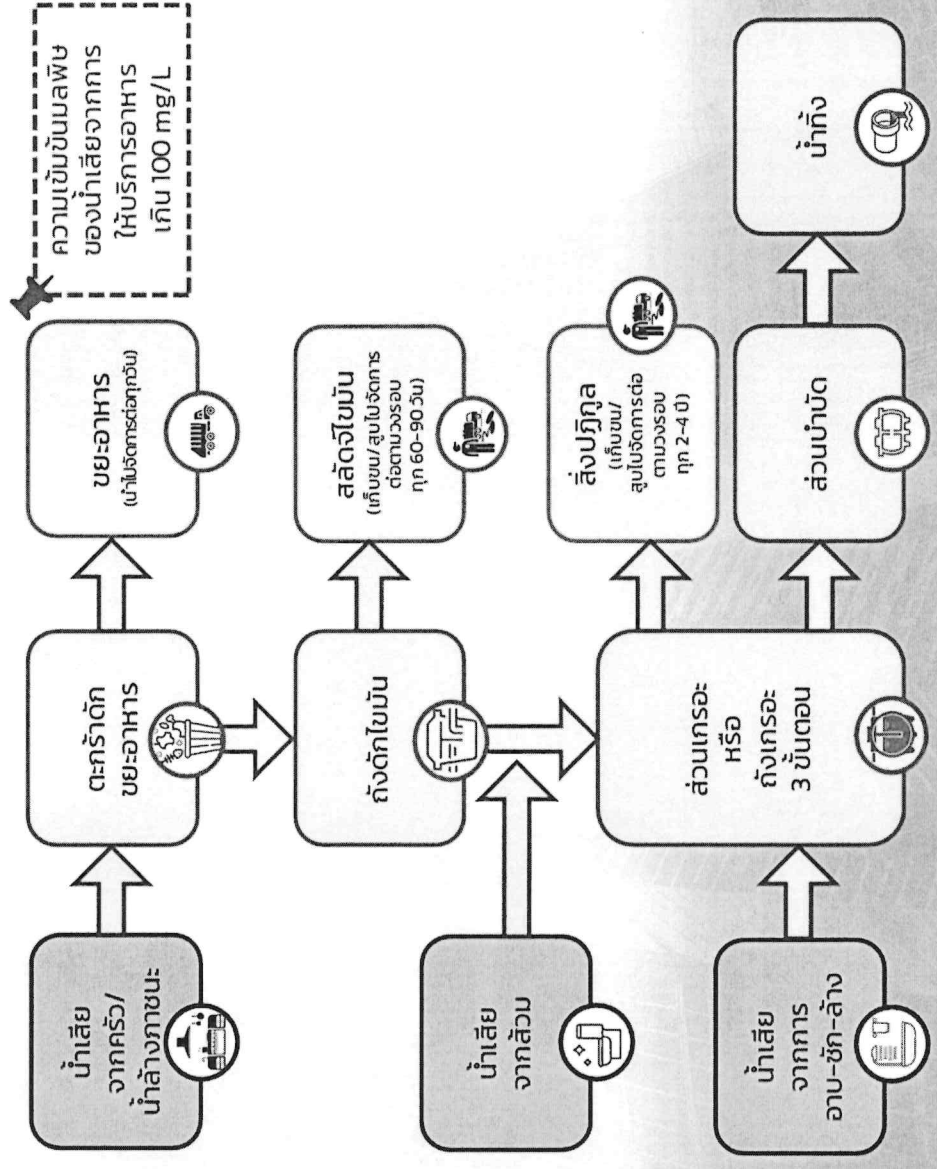 ความเข้มข้นมลพิษ
ของน้ำเสียจากการ
ให้บริการอาหาร
เกิน 100 mg/L
น้ำเสีย
จากครัว/
น้ำล้างภาชนะ
ตะกร้าดัก
ขยะอาหาร
ขยะอาหาร
(นำไปจัดการต่อทุกวัน)
ถังดักไขมัน
สลัดจ์ไขมัน
(เก็บขน/ สูบไปจัดการ
ต่อตามวงรอบ
ทุก 60-90 วัน)
น้ำเสีย
จากส้วม
น้ำเสีย
จากการ
อาบ-ซัก-ล้าง
ส่วนเกรอะ
หรือ
ถังเกรอะ
3 ขั้นตอน
สิ่งปฏิกูล
(เก็บขน/
สูบไปจัดการต่อ
ตามวงรอบ
ทุก 2-4 ปี)
ส่วนบำบัด
น้ำทิ้ง